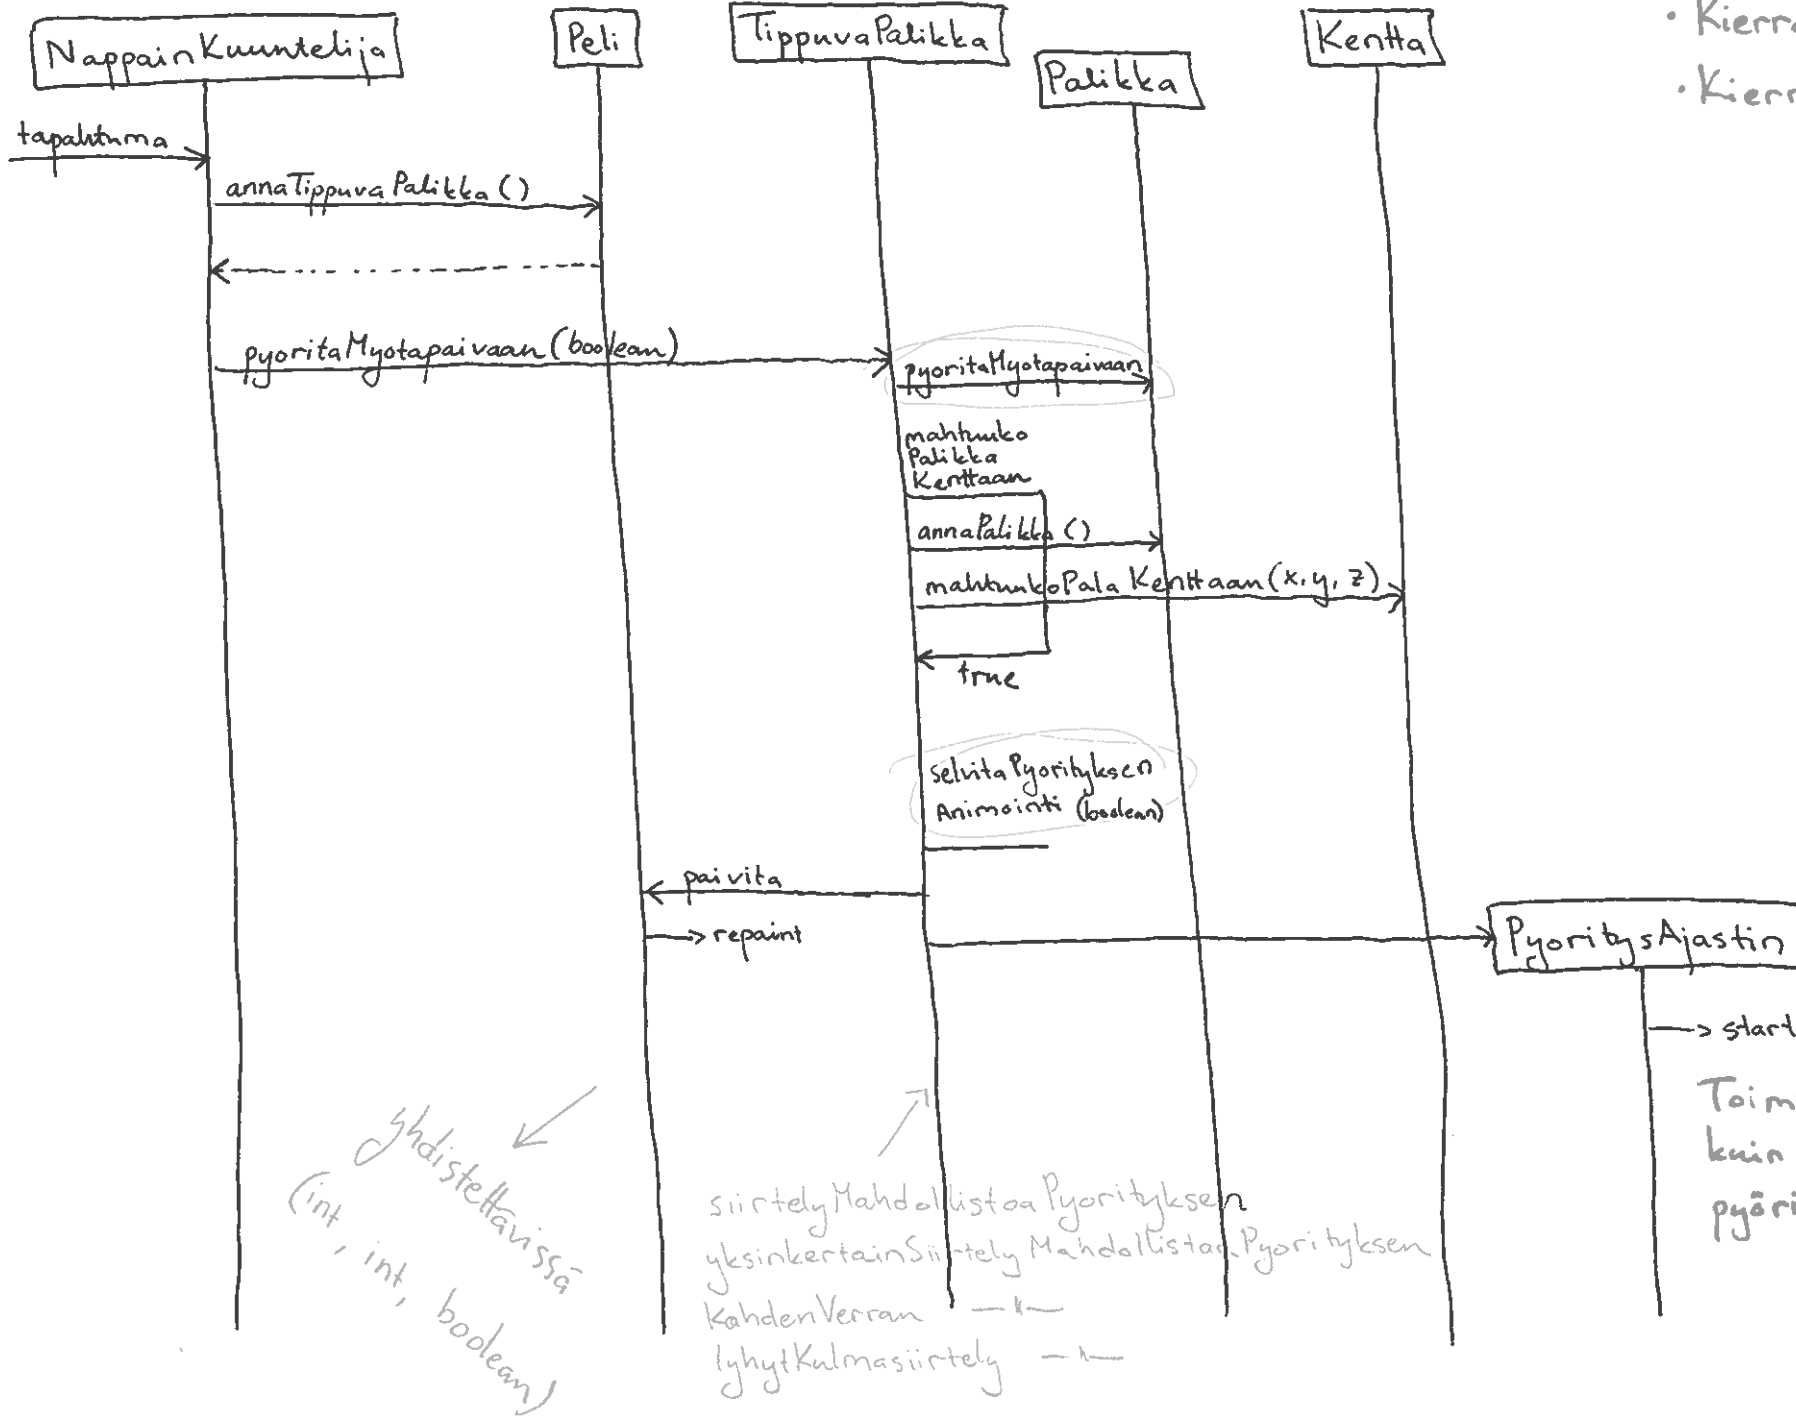 NappainKuuntelija
Peli
TippuvaPalikka
Palikka
Kentta
tapahtuma
annaTippuvaPalikka()
pyoritaMyotapaivaan(boolean)
pyoritaMyotapaivaan
mahtuuko
Palikka
Kenttaan
annaPalikka()
mahtuukoPalaKenttaan(x, y, z)
true
selvitaPyorityksen
Animointi (boolean)
paivita
repaint
PyoritysAjastin
start
Toim
kuin
pyöri
yhdistettävissä
(int, int, boolean)
siirtelyMahdollistaaPyorityksen
yksinkertainSiirtelyMahdollistaaPyorityksen
KahdenVerran —"—
lyhytKulmasiirtely —"—
• Kierr
• Kierr